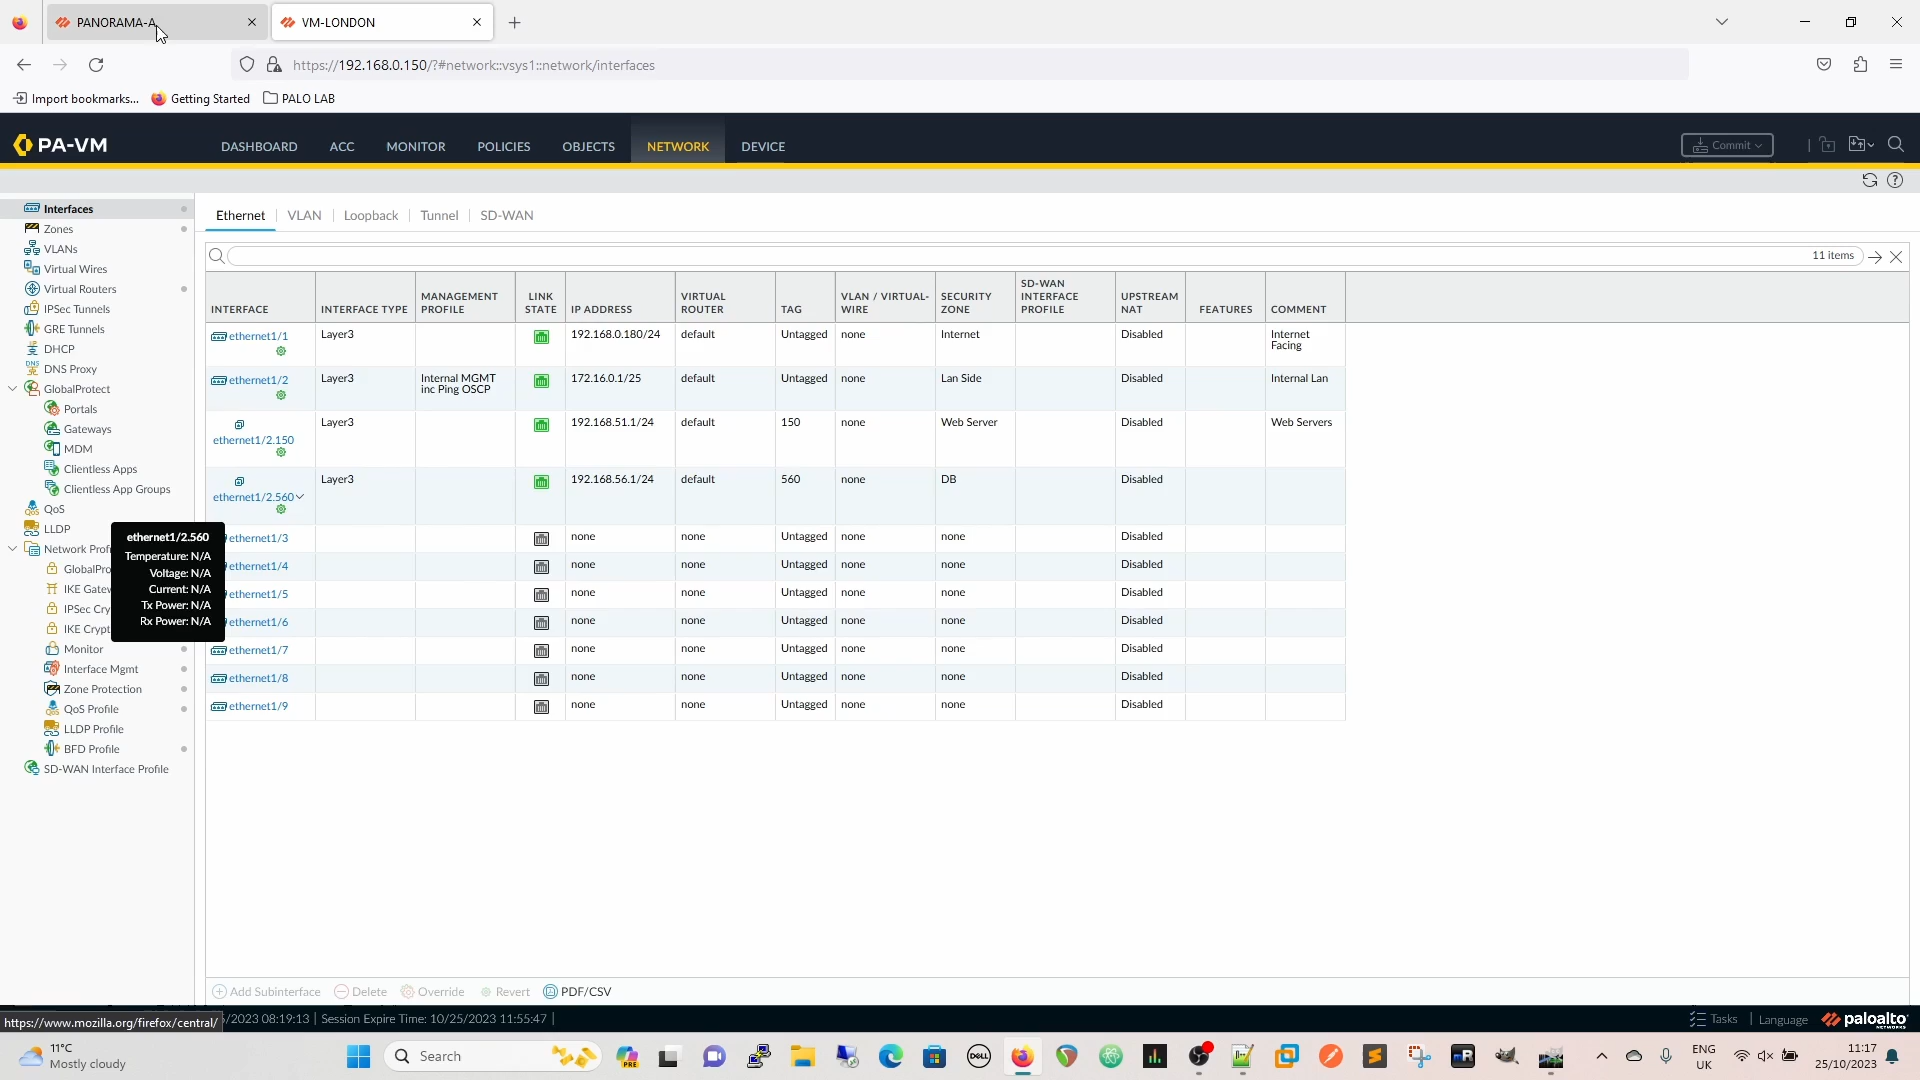 PANORAMA-A
VM-LONDON
https://192.168.0.150/?#network::vsys1::network/interfaces
Import bookmarks...
Getting Started
PALO LAB
PA-VM
DASHBOARD
ACC
MONITOR
POLICIES
OBJECTS
NETWORK
DEVICE
Commit
Interfaces
Zones
VLANs
Virtual Wires
Virtual Routers
IPSec Tunnels
GRE Tunnels
DHCP
DNS Proxy
GlobalProtect
Portals
Gateways
MDM
Clientless Apps
Clientless App Groups
QoS
LLDP
Network Prof
GlobalPro
IKE Gatew
IPSec Cry
IKE Crypt
Monitor
Interface Mgmt
Zone Protection
QoS Profile
LLDP Profile
BFD Profile
SD-WAN Interface Profile
ethernet1/2.560
Temperature: N/A
Voltage: N/A
Current: N/A
Tx Power: N/A
Rx Power: N/A
Ethernet
VLAN
Loopback
Tunnel
SD-WAN
11 items
INTERFACE
INTERFACE TYPE
MANAGEMENT
PROFILE
LINK
STATE
IP ADDRESS
VIRTUAL
ROUTER
TAG
VLAN / VIRTUAL-
WIRE
SECURITY
ZONE
SD-WAN
INTERFACE
PROFILE
UPSTREAM
NAT
FEATURES
COMMENT
ethernet1/1 Layer3 192.168.0.180/24 default Untagged none Internet Disabled Internet
Facing
ethernet1/2 Layer3 Internal MGMT 172.16.0.1/25 default Untagged none Lan Side Disabled Internal Lan
inc Ping OSCP
ethernet1/2.150 Layer3 192.168.51.1/24 default 150 none Web Server Disabled Web Servers
ethernet1/2.560 Layer3 192.168.56.1/24 default 560 none DB Disabled
ethernet1/3 none none Untagged none none Disabled
ethernet1/4 none none Untagged none none Disabled
ethernet1/5 none none Untagged none none Disabled
ethernet1/6 none none Untagged none none Disabled
ethernet1/7 none none Untagged none none Disabled
ethernet1/8 none none Untagged none none Disabled
ethernet1/9 none none Untagged none none Disabled
Add Subinterface
Delete
Override
Revert
PDF/CSV
https://www.mozilla.org/firefox/central/
/2023 08:19:13 | Session Expire Time: 10/25/2023 11:55:47 |
Tasks | Language
paloalto
NETWORKS
11°C
Mostly cloudy
Search
PRE
DELL
ENG
UK
11:17
25/10/2023